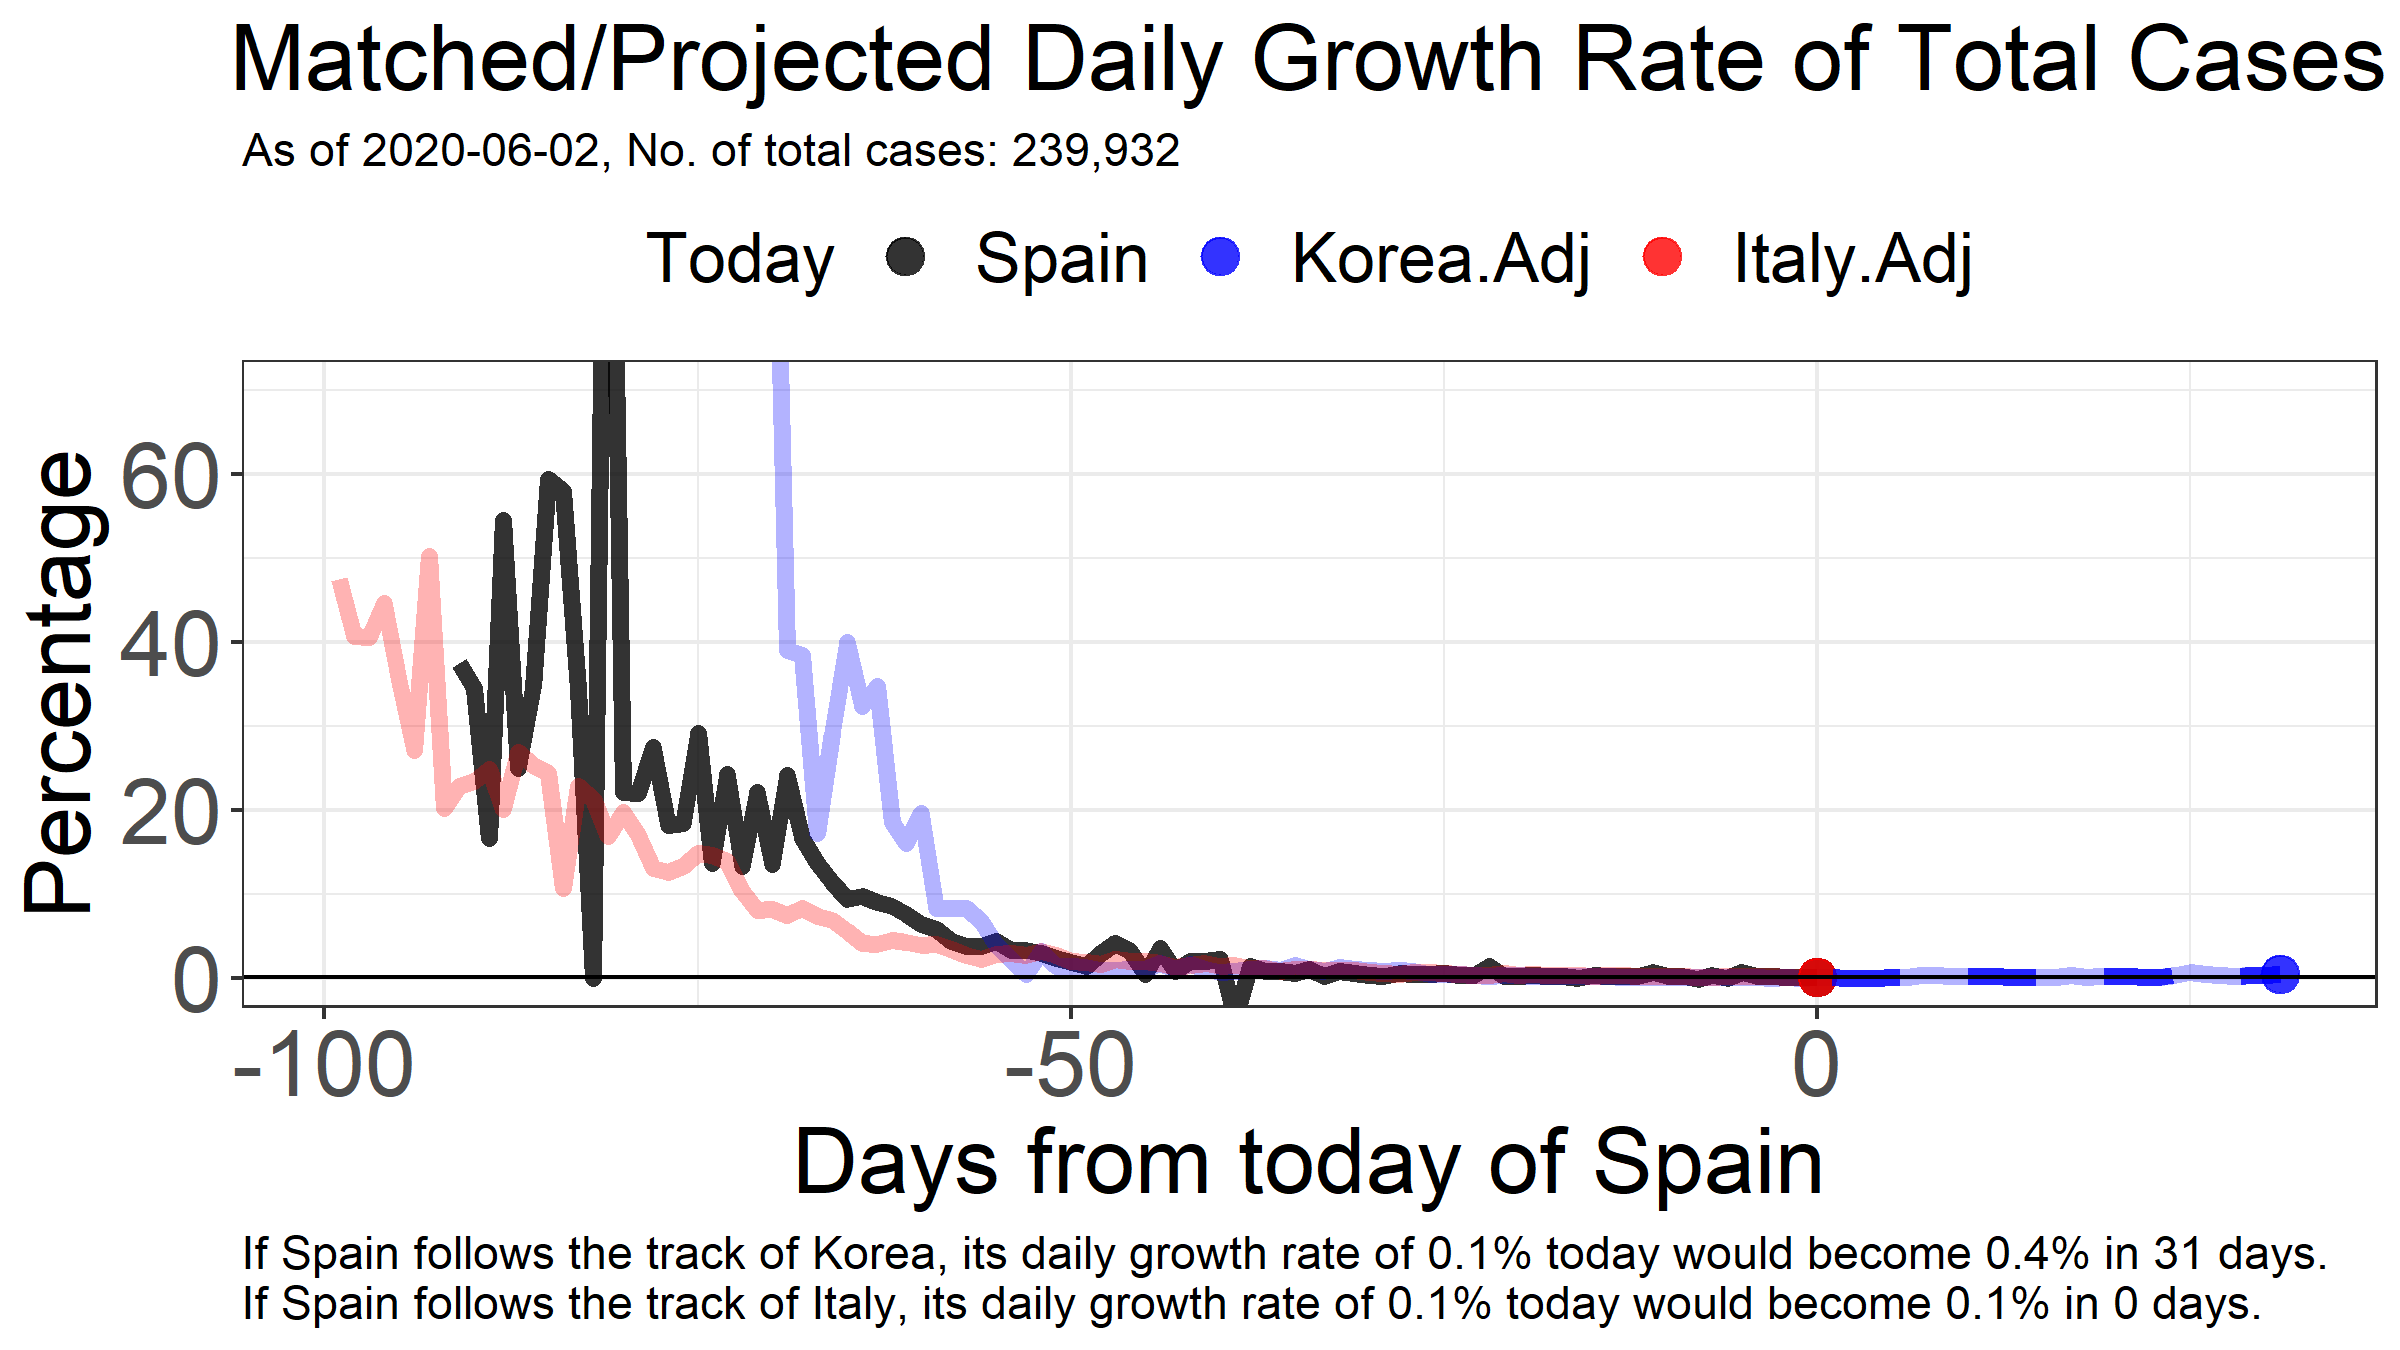 Matched/Projected Daily Growth Rate of Total Cases
As of 2020-06-02, No. of total cases: 239,932
Today Spain Korea.Adj Italy.Adj
Percentage
60
40
20
0
-100 -50 0
Days from today of Spain
If Spain follows the track of Korea, its daily growth rate of 0.1% today would become 0.4% in 31 days.
If Spain follows the track of Italy, its daily growth rate of 0.1% today would become 0.1% in 0 days.